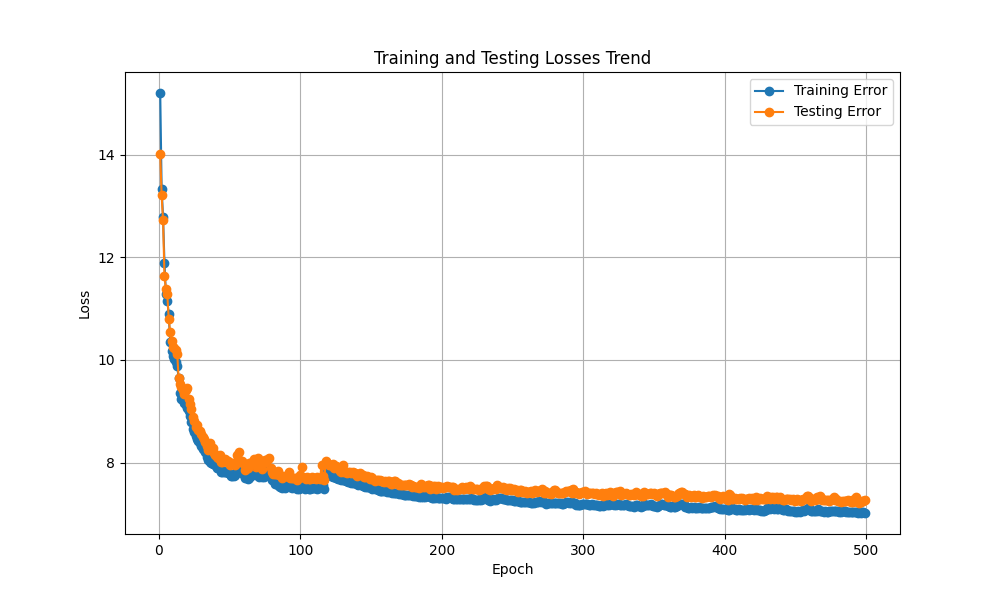 Training and Testing Losses Trend
Training Error
Testing Error
14
12
10
8
Loss
0
100
200
300
400
500
Epoch